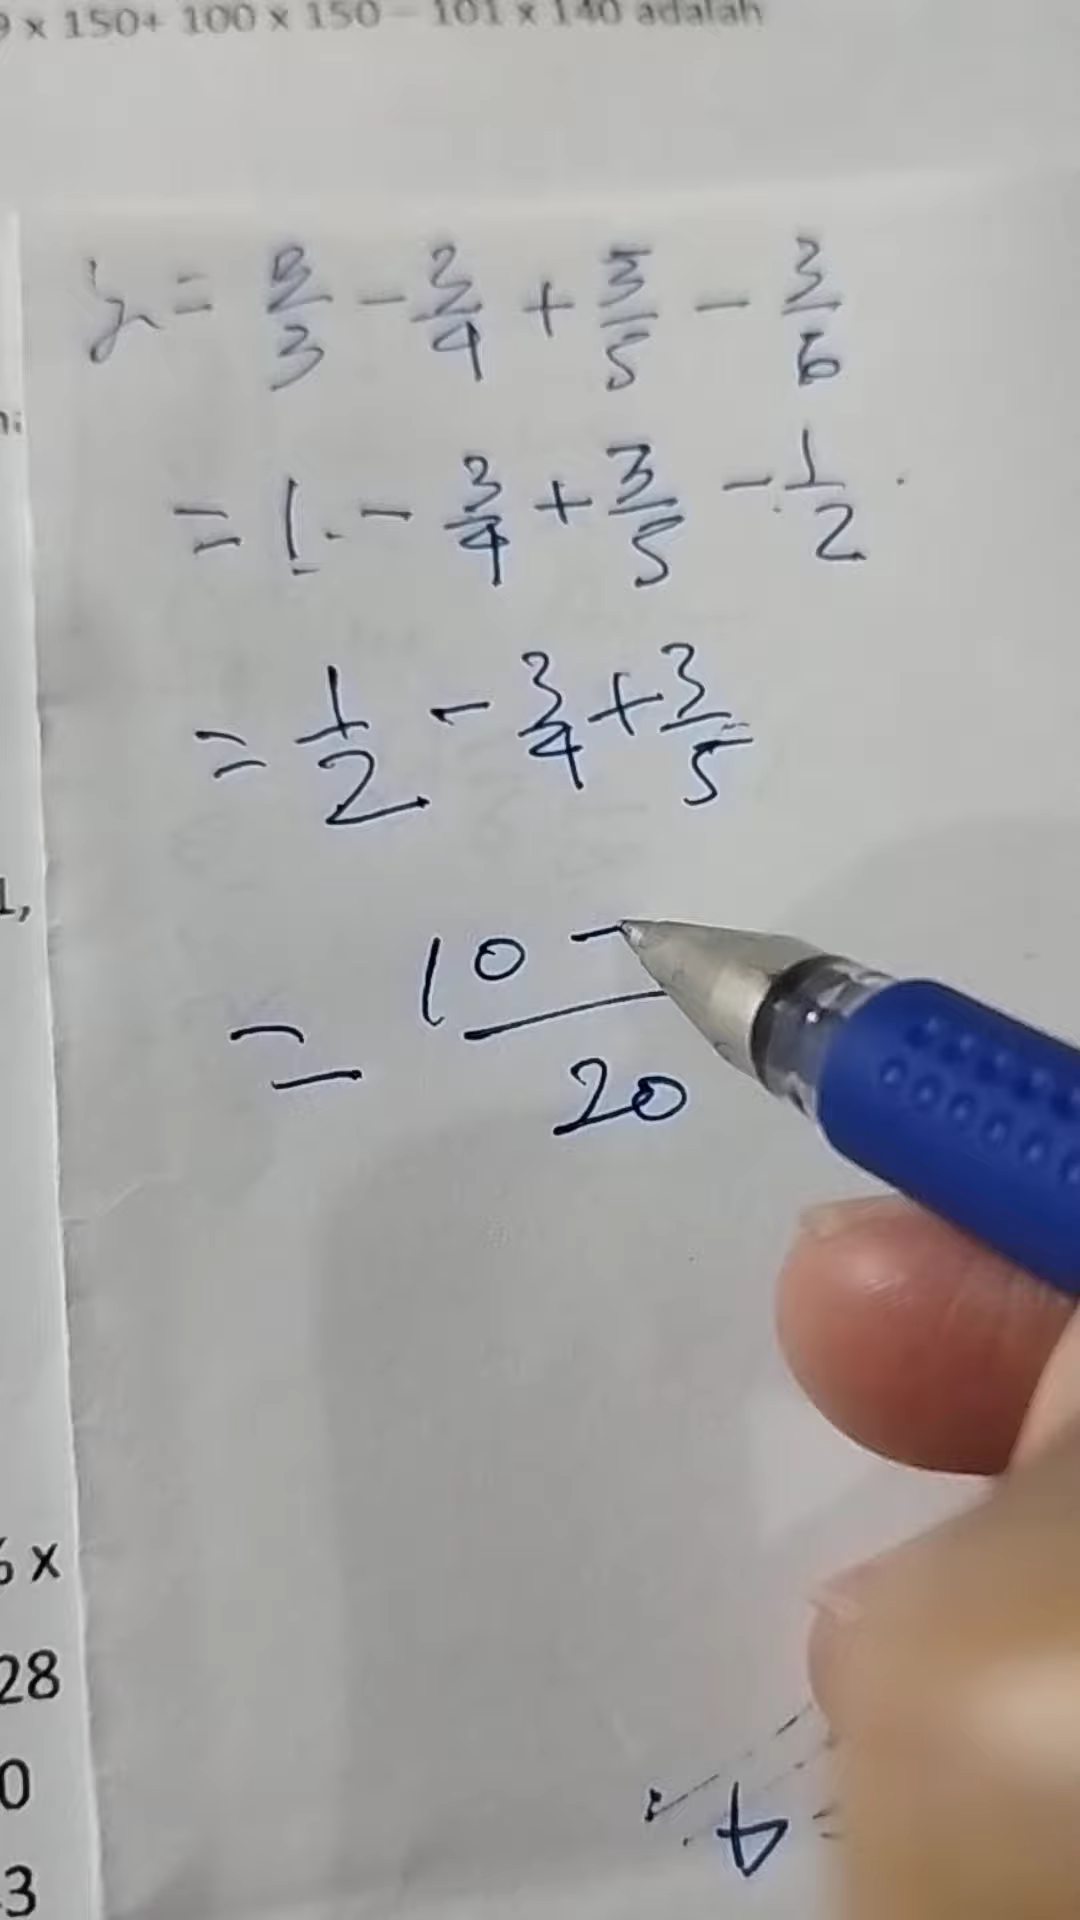 x 150+ 100 x 150 – 101 x 140 adalah
y = 3/3 - 3/4 + 3/5 - 3/6
= 1 - 3/4 + 3/5 - 1/2
= 1/2 - 3/4 + 3/5
1,
= 10 - / 20
x
28
0
3